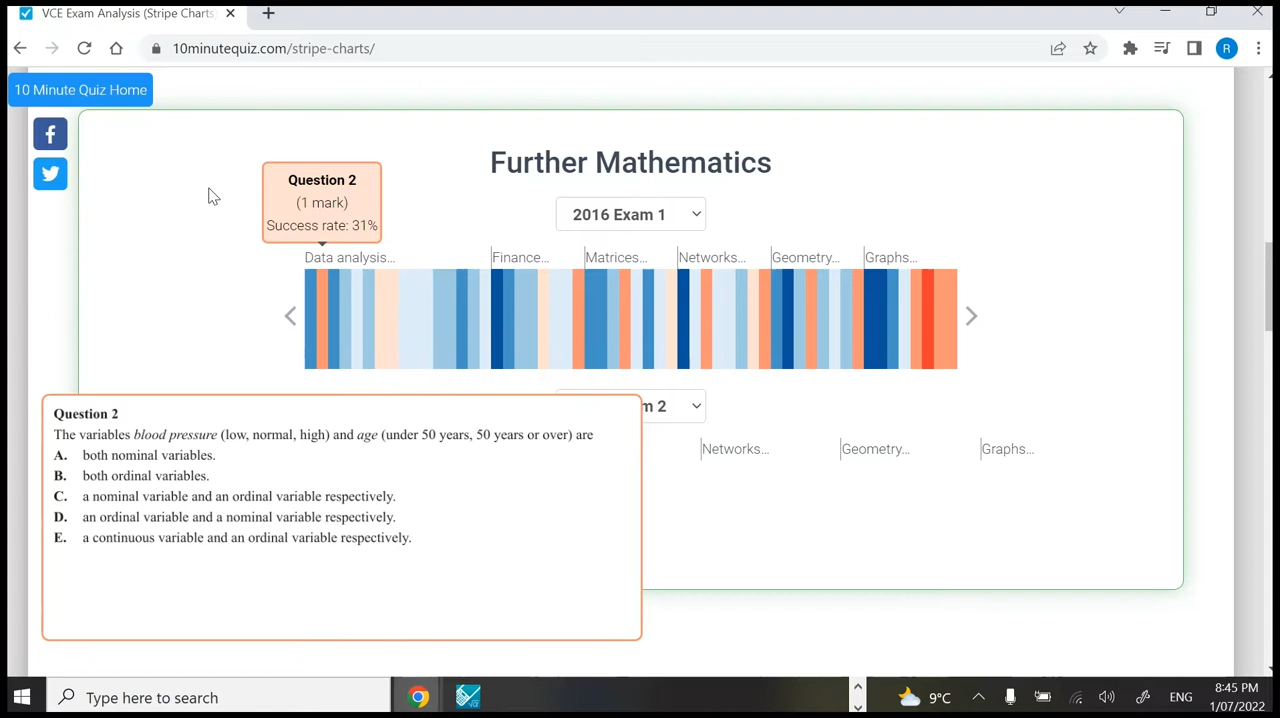 VCE Exam Analysis (Stripe Charts
10minutequiz.com/stripe-charts/
R
10 Minute Quiz Home
Further Mathematics
Question 2
(1 mark)
Success rate: 31%
2016 Exam 1
Data analysis...
Finance...
Matrices...
Networks...
Geometry...
Graphs...
m 2
Networks...
Geometry...
Graphs...
Question 2
The variables blood pressure (low, normal, high) and age (under 50 years, 50 years or over) are
A. both nominal variables.
B. both ordinal variables.
C. a nominal variable and an ordinal variable respectively.
D. an ordinal variable and a nominal variable respectively.
E. a continuous variable and an ordinal variable respectively.
Type here to search
9°C
ENG
8:45 PM
1/07/2022